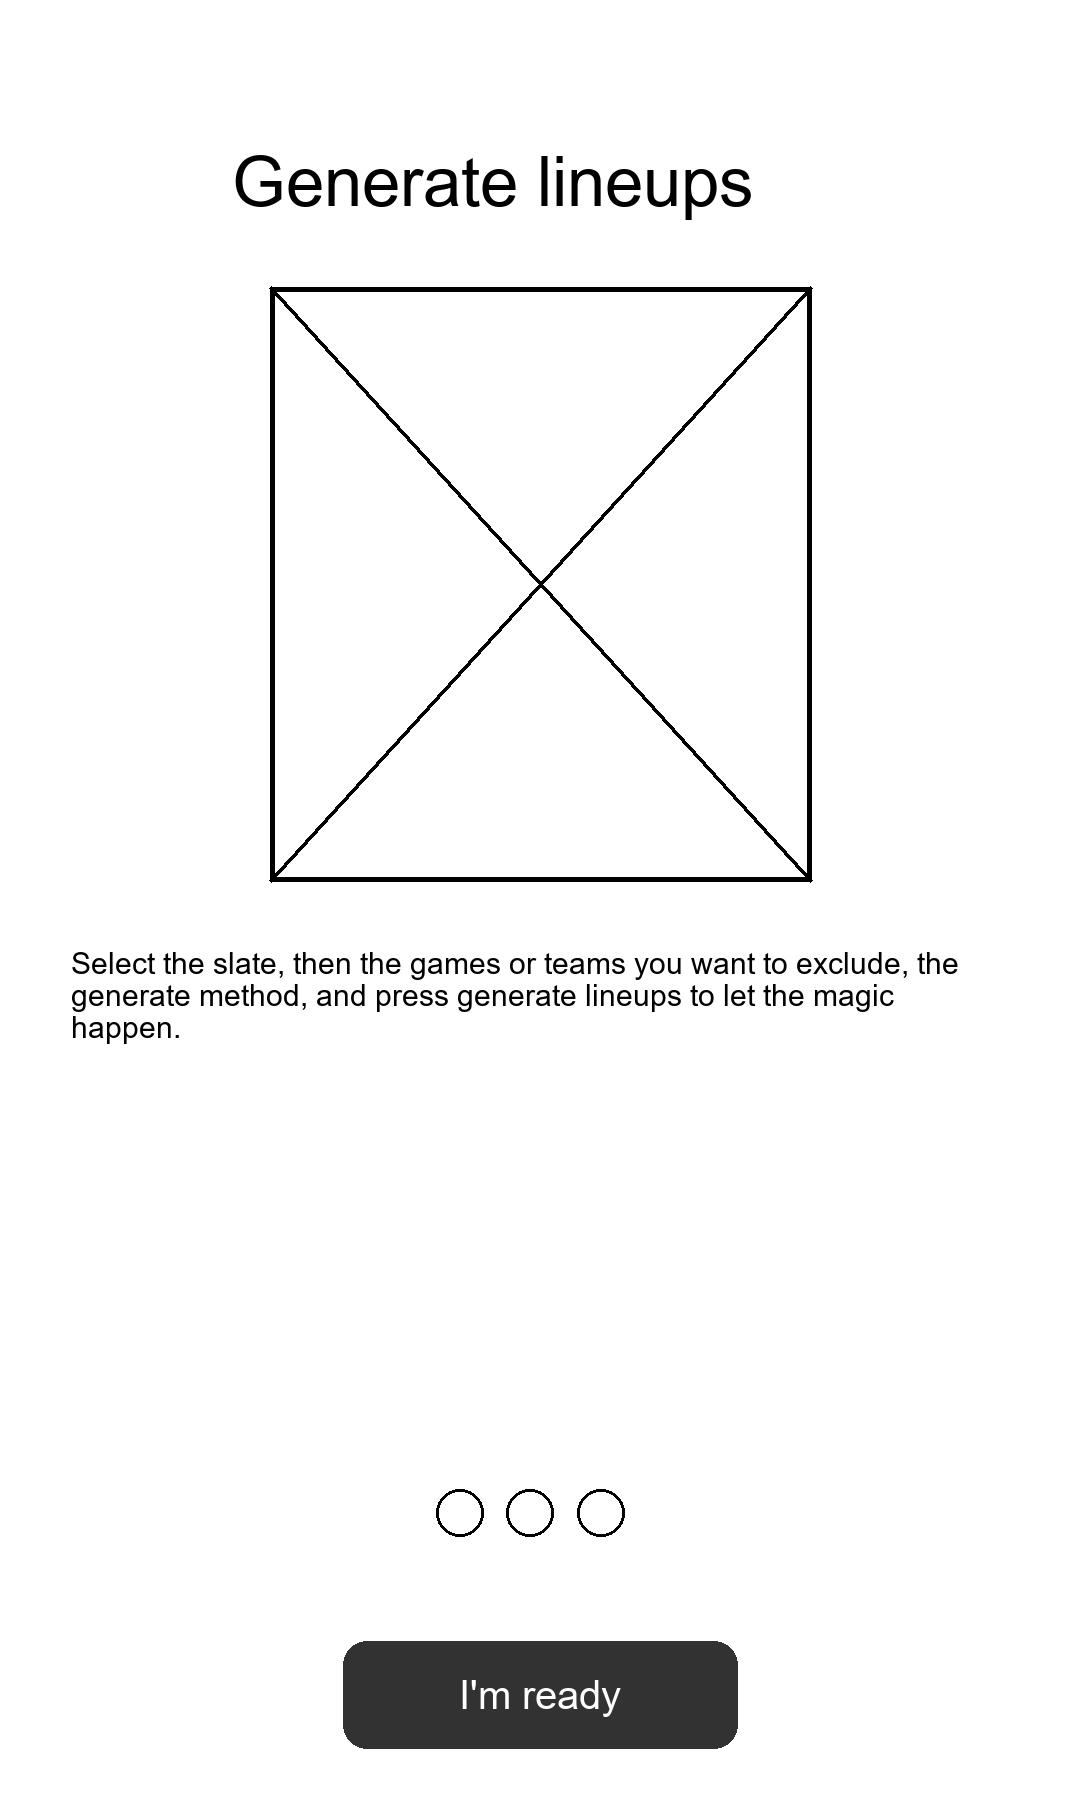 Generate lineups
Select the slate, then the games or teams you want to exclude, the
generate method, and press generate lineups to let the magic
happen.
I'm ready